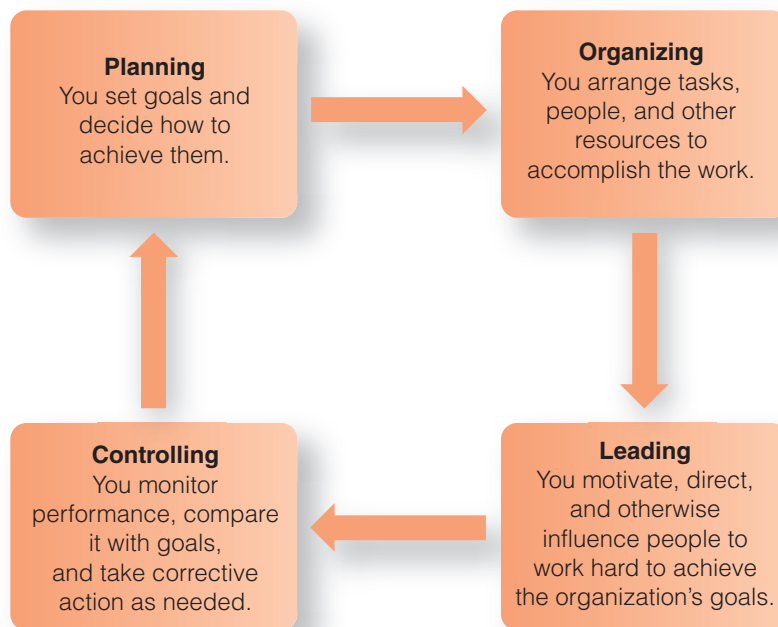 Planning
You set goals and
decide how to
achieve them.
Organizing
You arrange tasks,
people, and other
resources to
accomplish the work.
Controlling
You monitor
performance, compare
it with goals,
and take corrective
action as needed.
Leading
You motivate, direct,
and otherwise
influence people to
work hard to achieve
the organization’s goals.